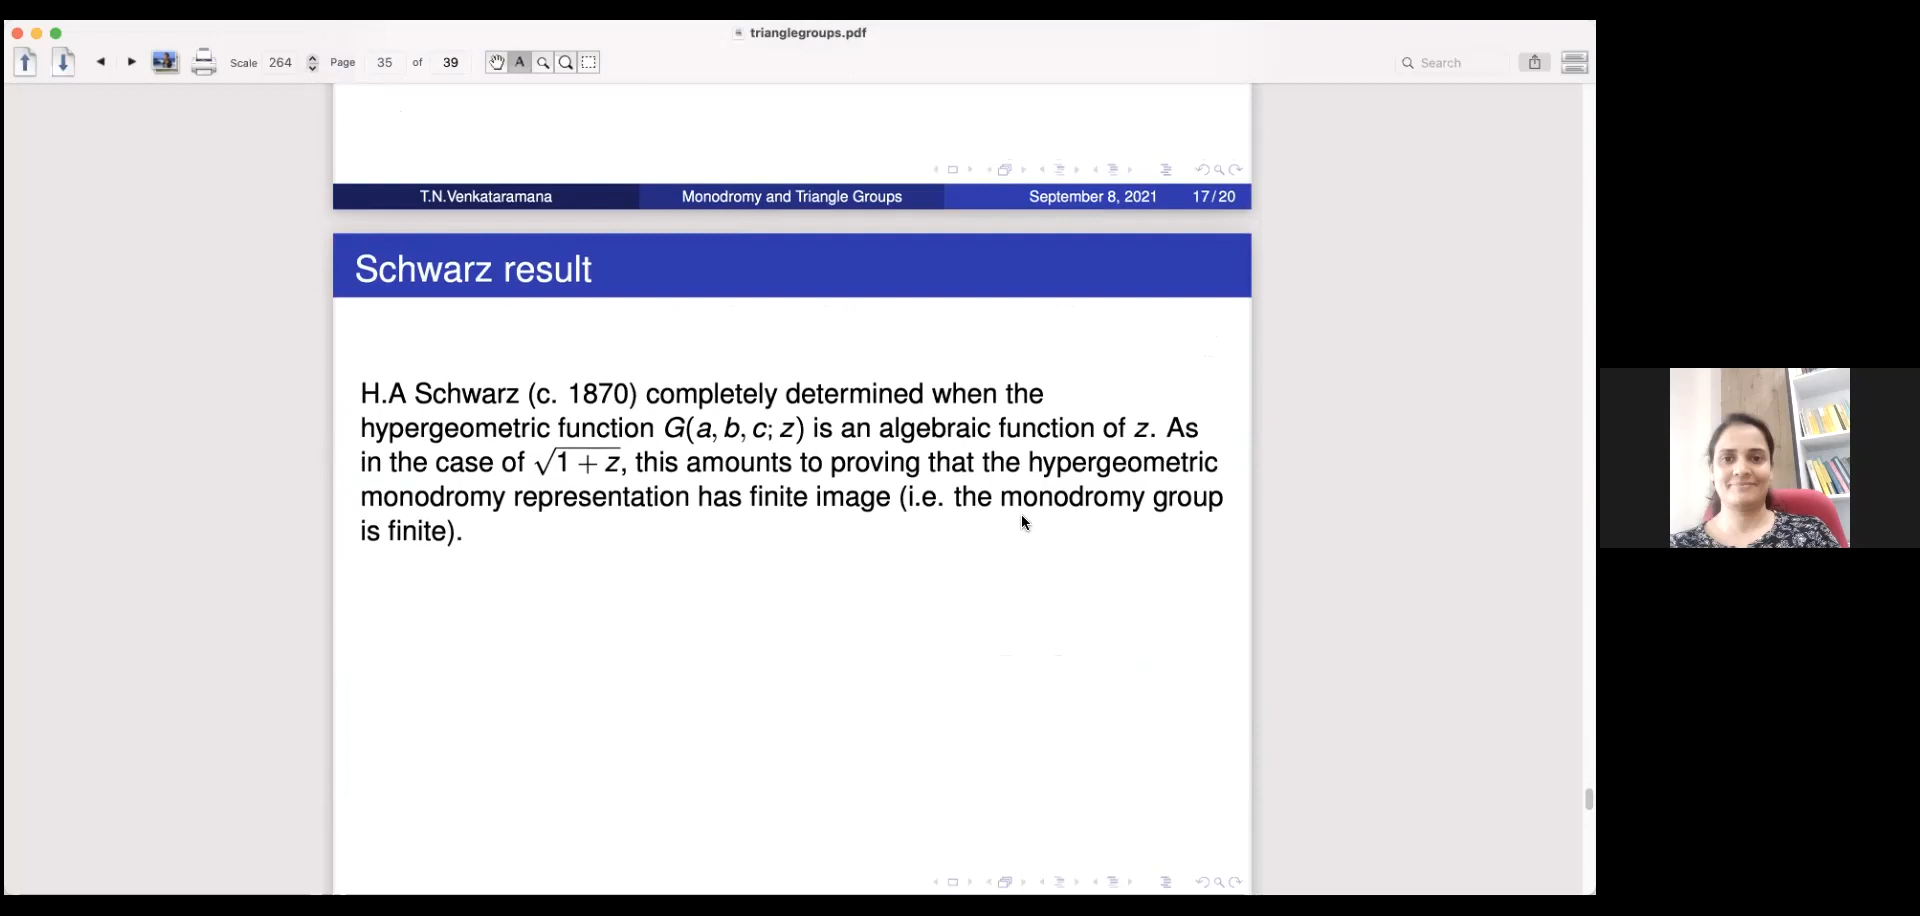 trianglegroups.pdf
Scale 264 Page 35 of 39 A Search
T.N.Venkataramana Monodromy and Triangle Groups September 8, 2021 17/20
Schwarz result
H.A Schwarz (c. 1870) completely determined when the
hypergeometric function G(a, b, c; z) is an algebraic function of z. As
in the case of √1 + z, this amounts to proving that the hypergeometric
monodromy representation has finite image (i.e. the monodromy group
is finite).